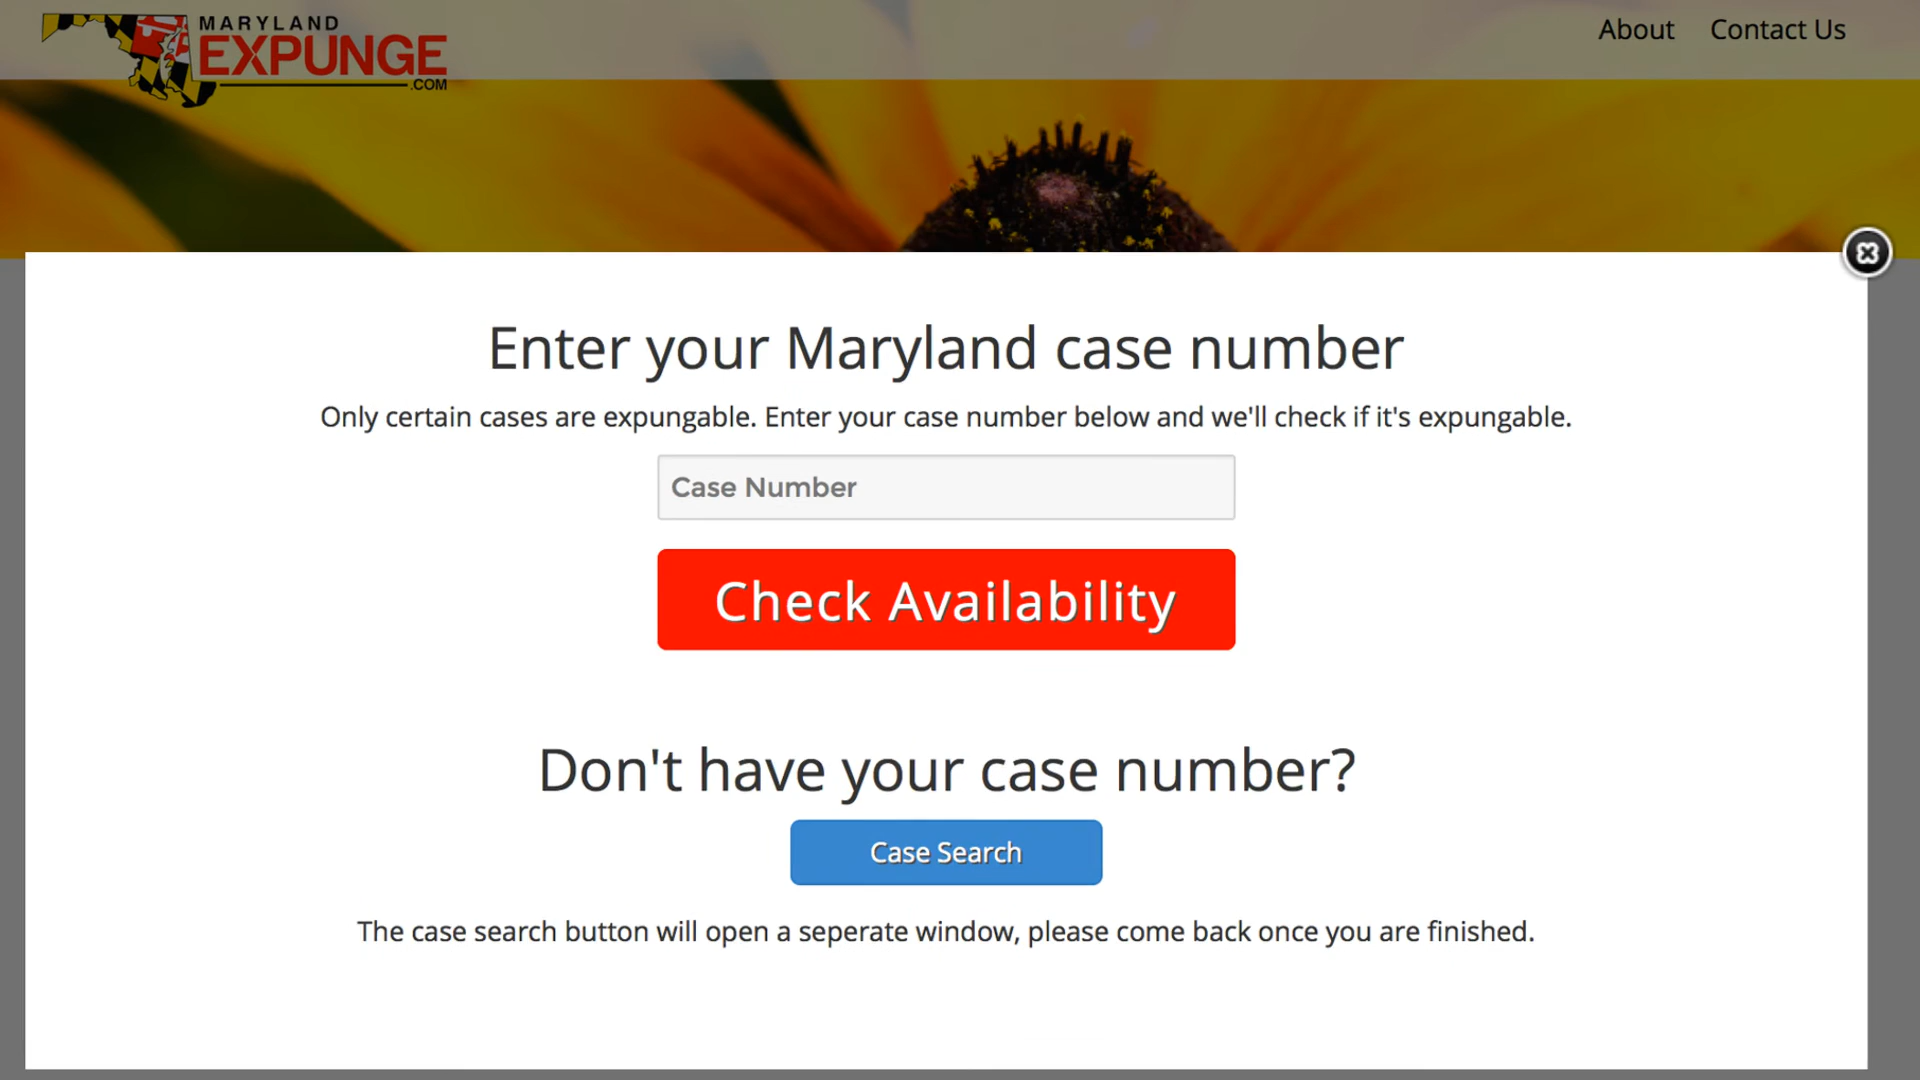 MARYLAND
EXPUNGE
.COM
About
Contact Us
Enter your Maryland case number
Only certain cases are expungable. Enter your case number below and we'll check if it's expungable.
Case Number
Check Availability
Don't have your case number?
Case Search
The case search button will open a seperate window, please come back once you are finished.